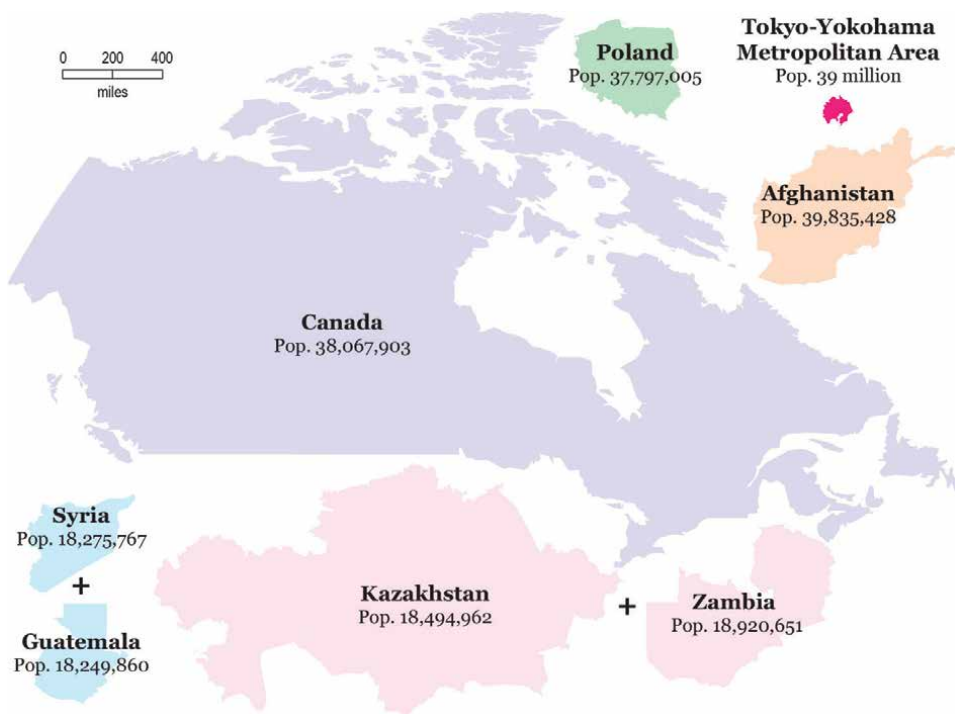 0 200 400
miles
Poland
Pop. 37,797,005
Tokyo-Yokohama
Metropolitan Area
Pop. 39 million
Afghanistan
Pop. 39,835,428
Canada
Pop. 38,067,903
Syria
Pop. 18,275,767
+
Guatemala
Pop. 18,249,860
Kazakhstan
Pop. 18,494,962
+
Zambia
Pop. 18,920,651